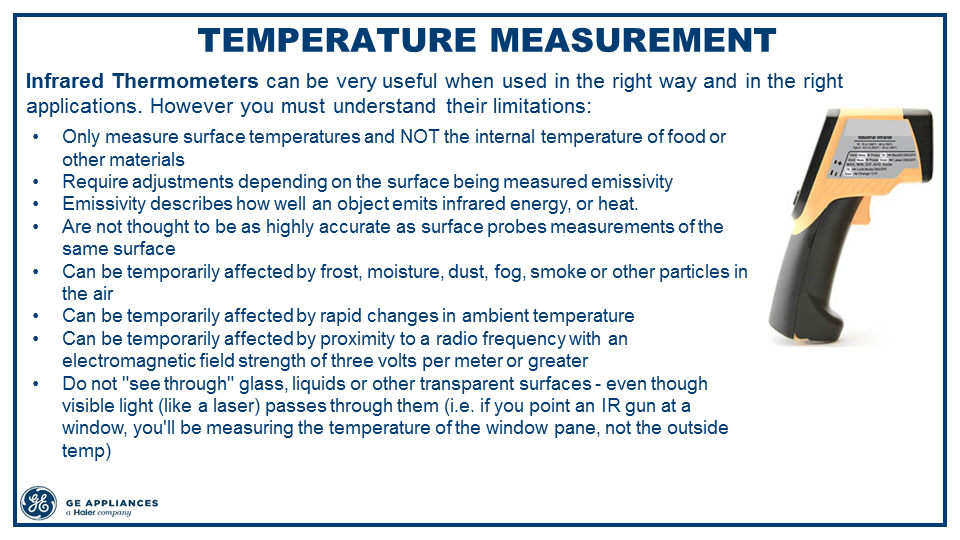 TEMPERATURE MEASUREMENT
Infrared Thermometers can be very useful when used in the right way and in the right
applications. However you must understand their limitations:
• Only measure surface temperatures and NOT the internal temperature of food or
other materials
• Require adjustments depending on the surface being measured emissivity
• Emissivity describes how well an object emits infrared energy, or heat.
• Are not thought to be as highly accurate as surface probes measurements of the
same surface
• Can be temporarily affected by frost, moisture, dust, fog, smoke or other particles in
the air
• Can be temporarily affected by rapid changes in ambient temperature
• Can be temporarily affected by proximity to a radio frequency with an
electromagnetic field strength of three volts per meter or greater
• Do not "see through" glass, liquids or other transparent surfaces - even though
visible light (like a laser) passes through them (i.e. if you point an IR gun at a
window, you'll be measuring the temperature of the window pane, not the outside
temp)
Industrial Infrared
GE
GE APPLIANCES
a Haier company